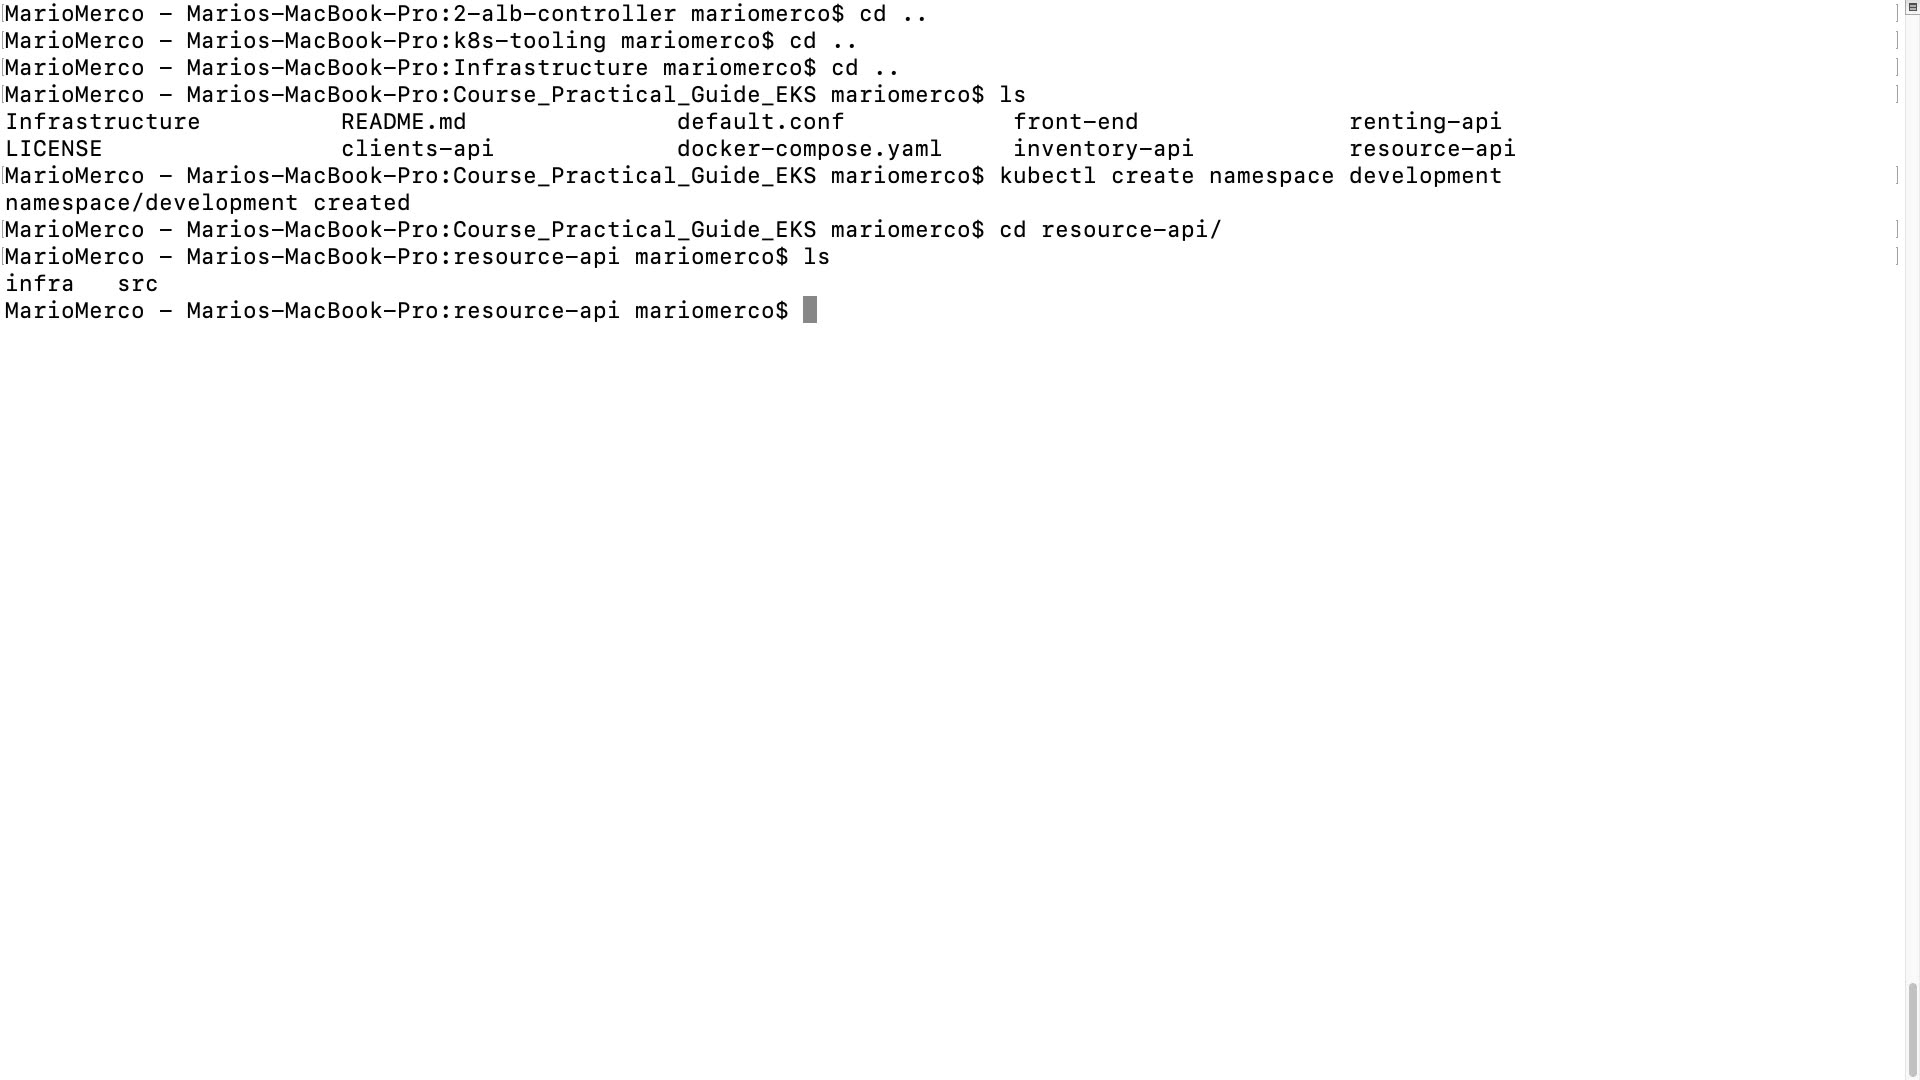 MarioMerco - Marios-MacBook-Pro:2-alb-controller mariomerco$ cd ..
MarioMerco - Marios-MacBook-Pro:k8s-tooling mariomerco$ cd ..
MarioMerco - Marios-MacBook-Pro:Infrastructure mariomerco$ cd ..
MarioMerco - Marios-MacBook-Pro:Course_Practical_Guide_EKS mariomerco$ ls
Infrastructure README.md default.conf front-end renting-api
LICENSE clients-api docker-compose.yaml inventory-api resource-api
MarioMerco - Marios-MacBook-Pro:Course_Practical_Guide_EKS mariomerco$ kubectl create namespace development
namespace/development created
MarioMerco - Marios-MacBook-Pro:Course_Practical_Guide_EKS mariomerco$ cd resource-api/
MarioMerco - Marios-MacBook-Pro:resource-api mariomerco$ ls
infra src
MarioMerco - Marios-MacBook-Pro:resource-api mariomerco$